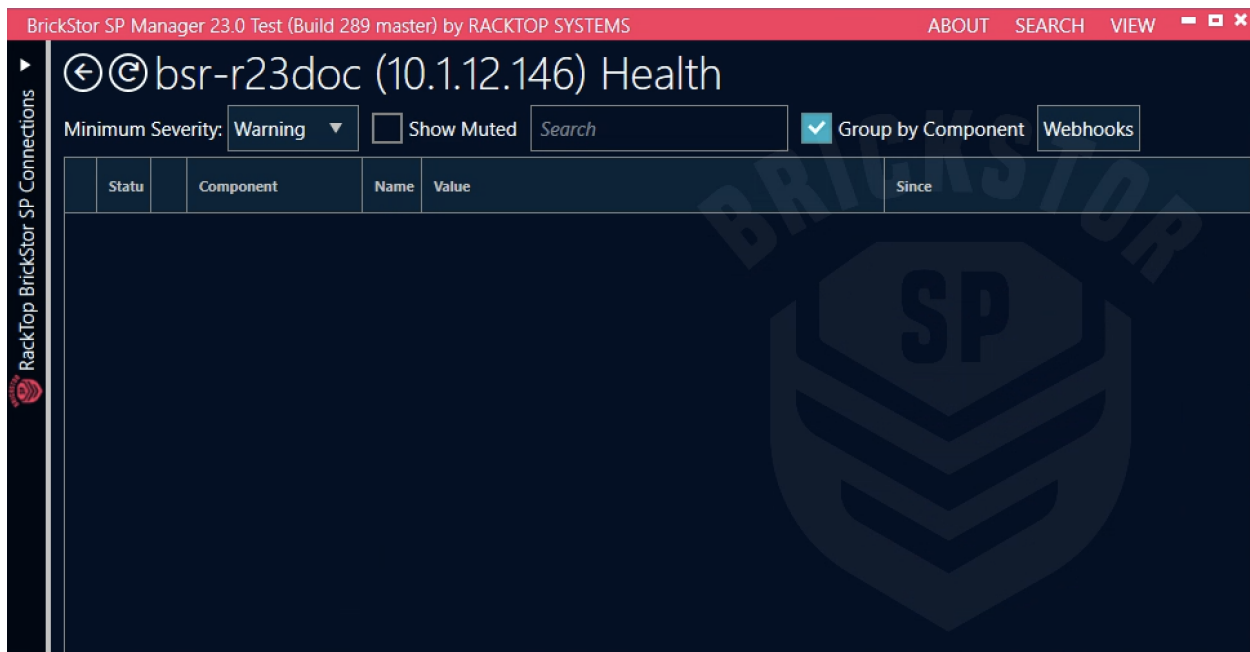 BrickStor SP Manager 23.0 Test (Build 289 master) by RACKTOP SYSTEMS ABOUT SEARCH VIEW
bsr-r23doc (10.1.12.146) Health
Minimum Severity: Warning Show Muted Search Group by Component Webhooks
Statu Component Name Value Since
RackTop BrickStor SP Connections
BRICKSTOR
SP